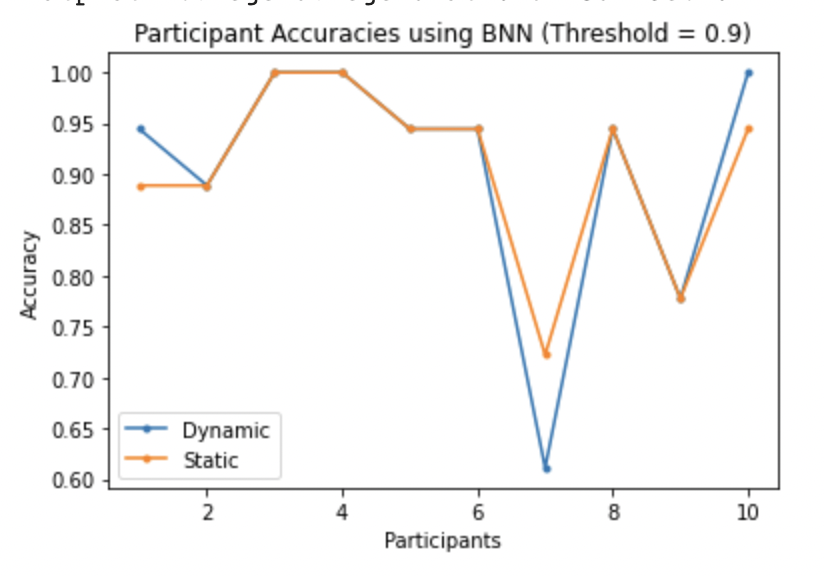 Participant Accuracies using BNN (Threshold = 0.9)
1.00
0.95
0.90
0.85
0.80
0.75
0.70
0.65
0.60
Accuracy
Dynamic
Static
2 4 6 8 10
Participants